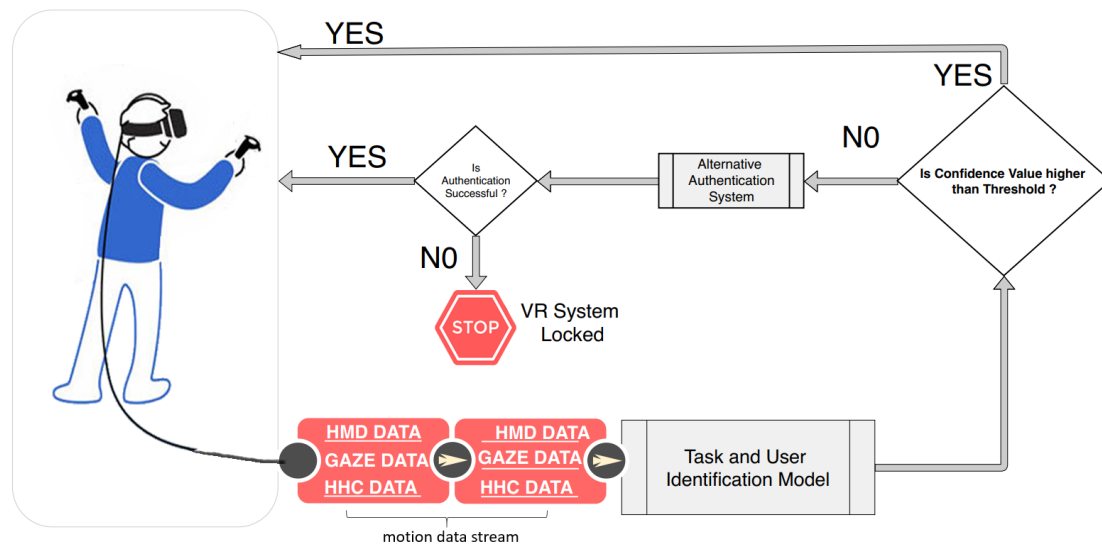 YES
YES
N0
Is Confidence Value higher
than Threshold ?
Alternative
Authentication
System
Is
Authentication
Successful ?
YES
N0
STOP
VR System
Locked
HMD DATA
GAZE DATA
HHC DATA
HMD DATA
GAZE DATA
HHC DATA
motion data stream
Task and User
Identification Model